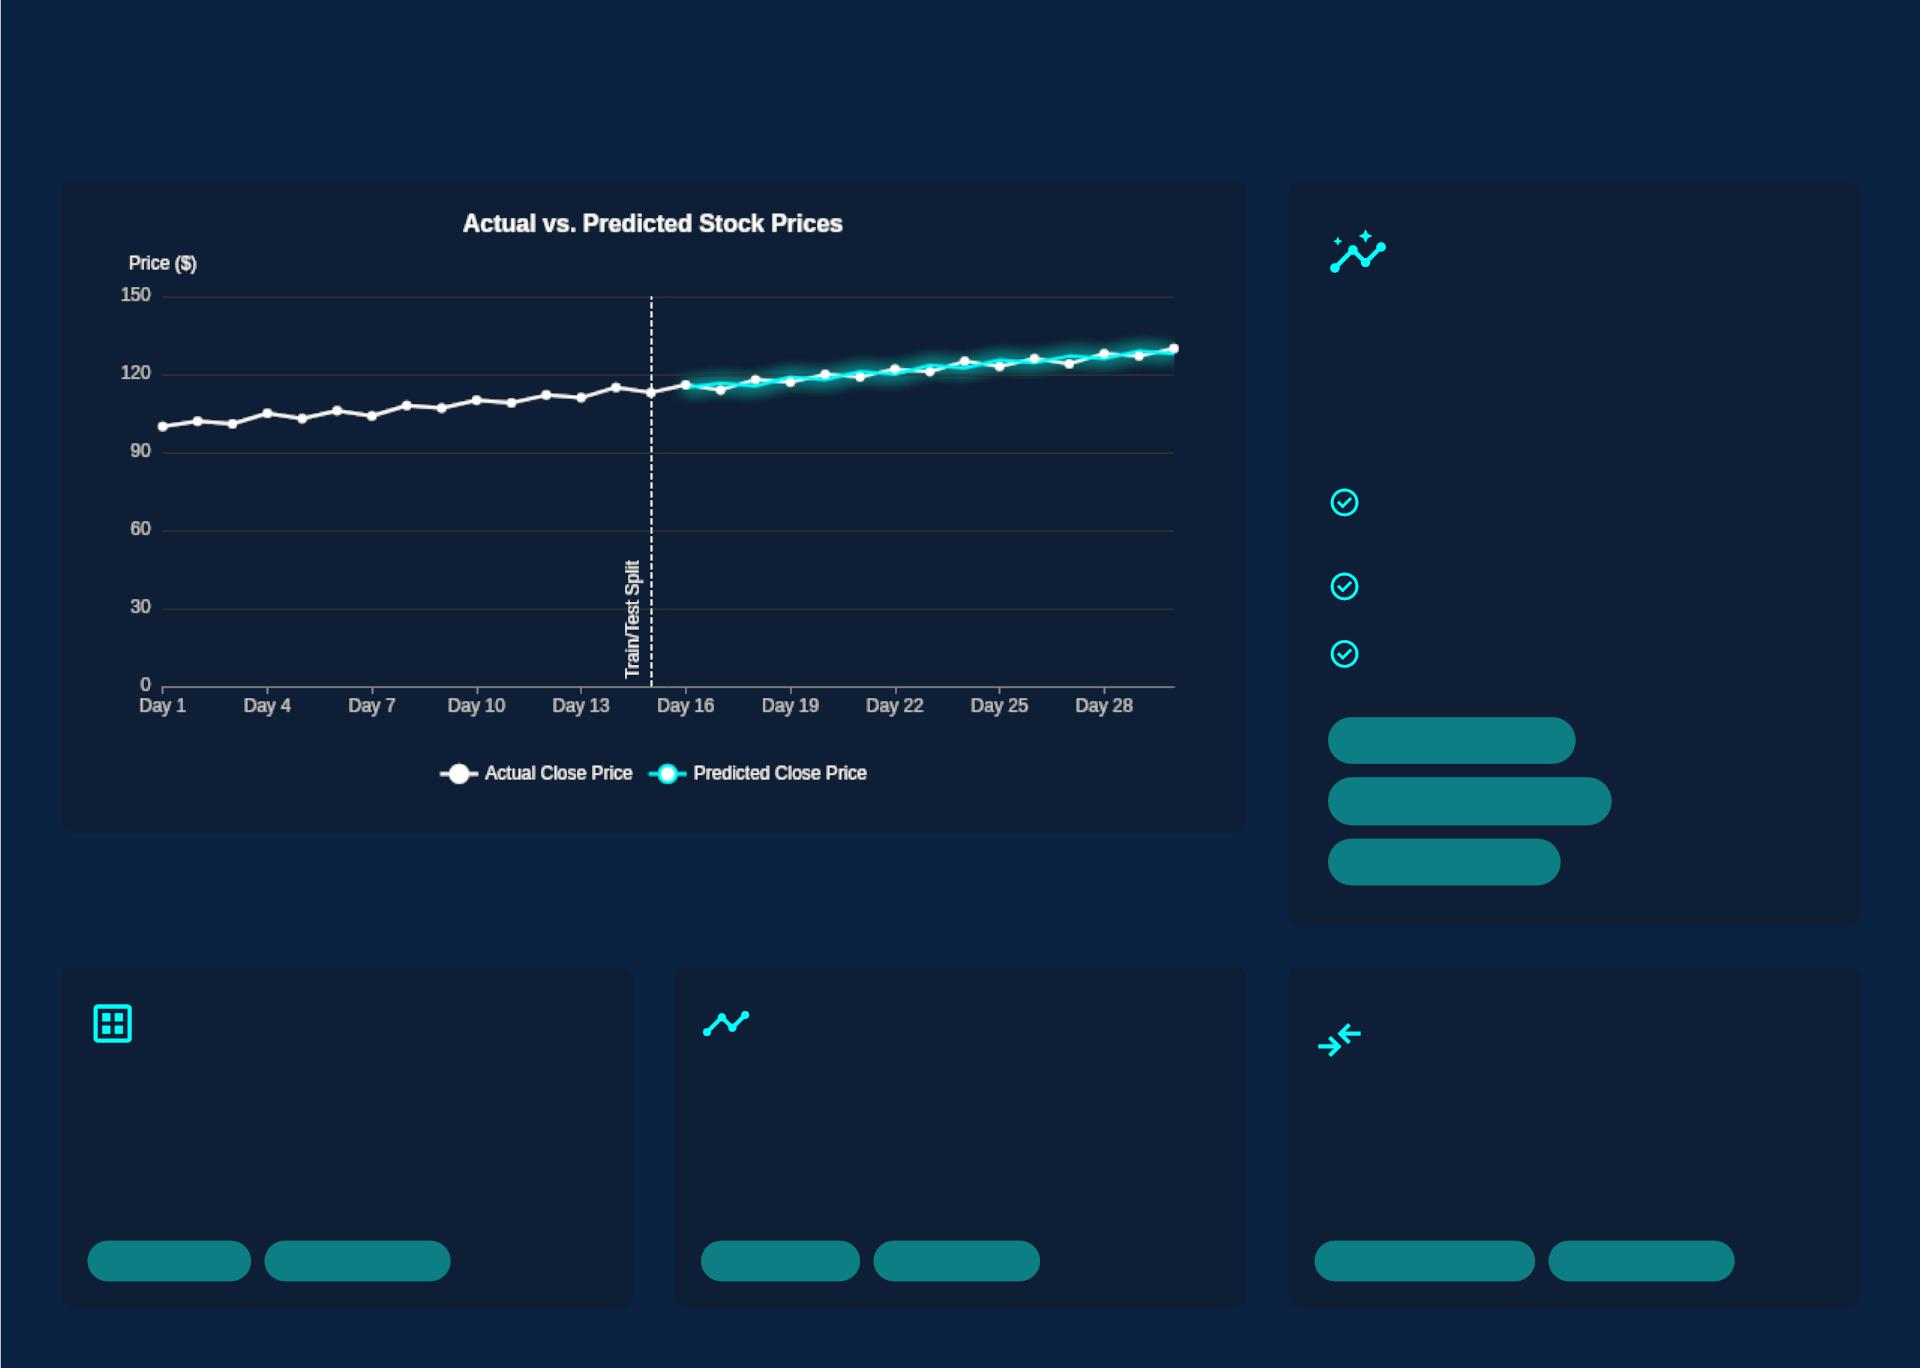 Actual vs. Predicted Stock Prices
Price ($)
150
120
90
60
30
0
Train/Test Split
Day 1
Day 4
Day 7
Day 10
Day 13
Day 16
Day 19
Day 22
Day 25
Day 28
Actual Close Price
Predicted Close Price